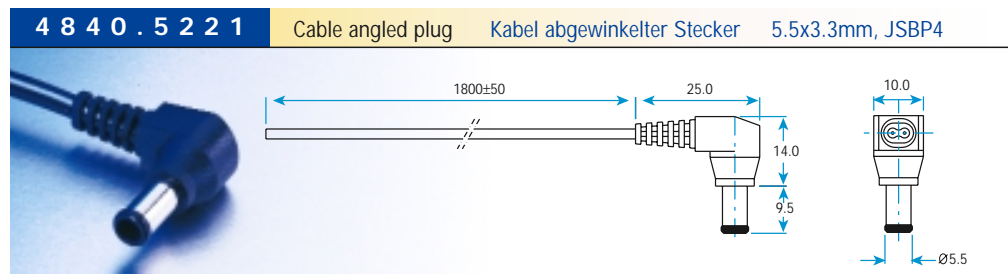 4840.5221 Cable angled plug Kabel abgewinkelter Stecker 5.5x3.3mm, JSBP4
1800±50
25.0
10.0
14.0
9.5
Ø5.5